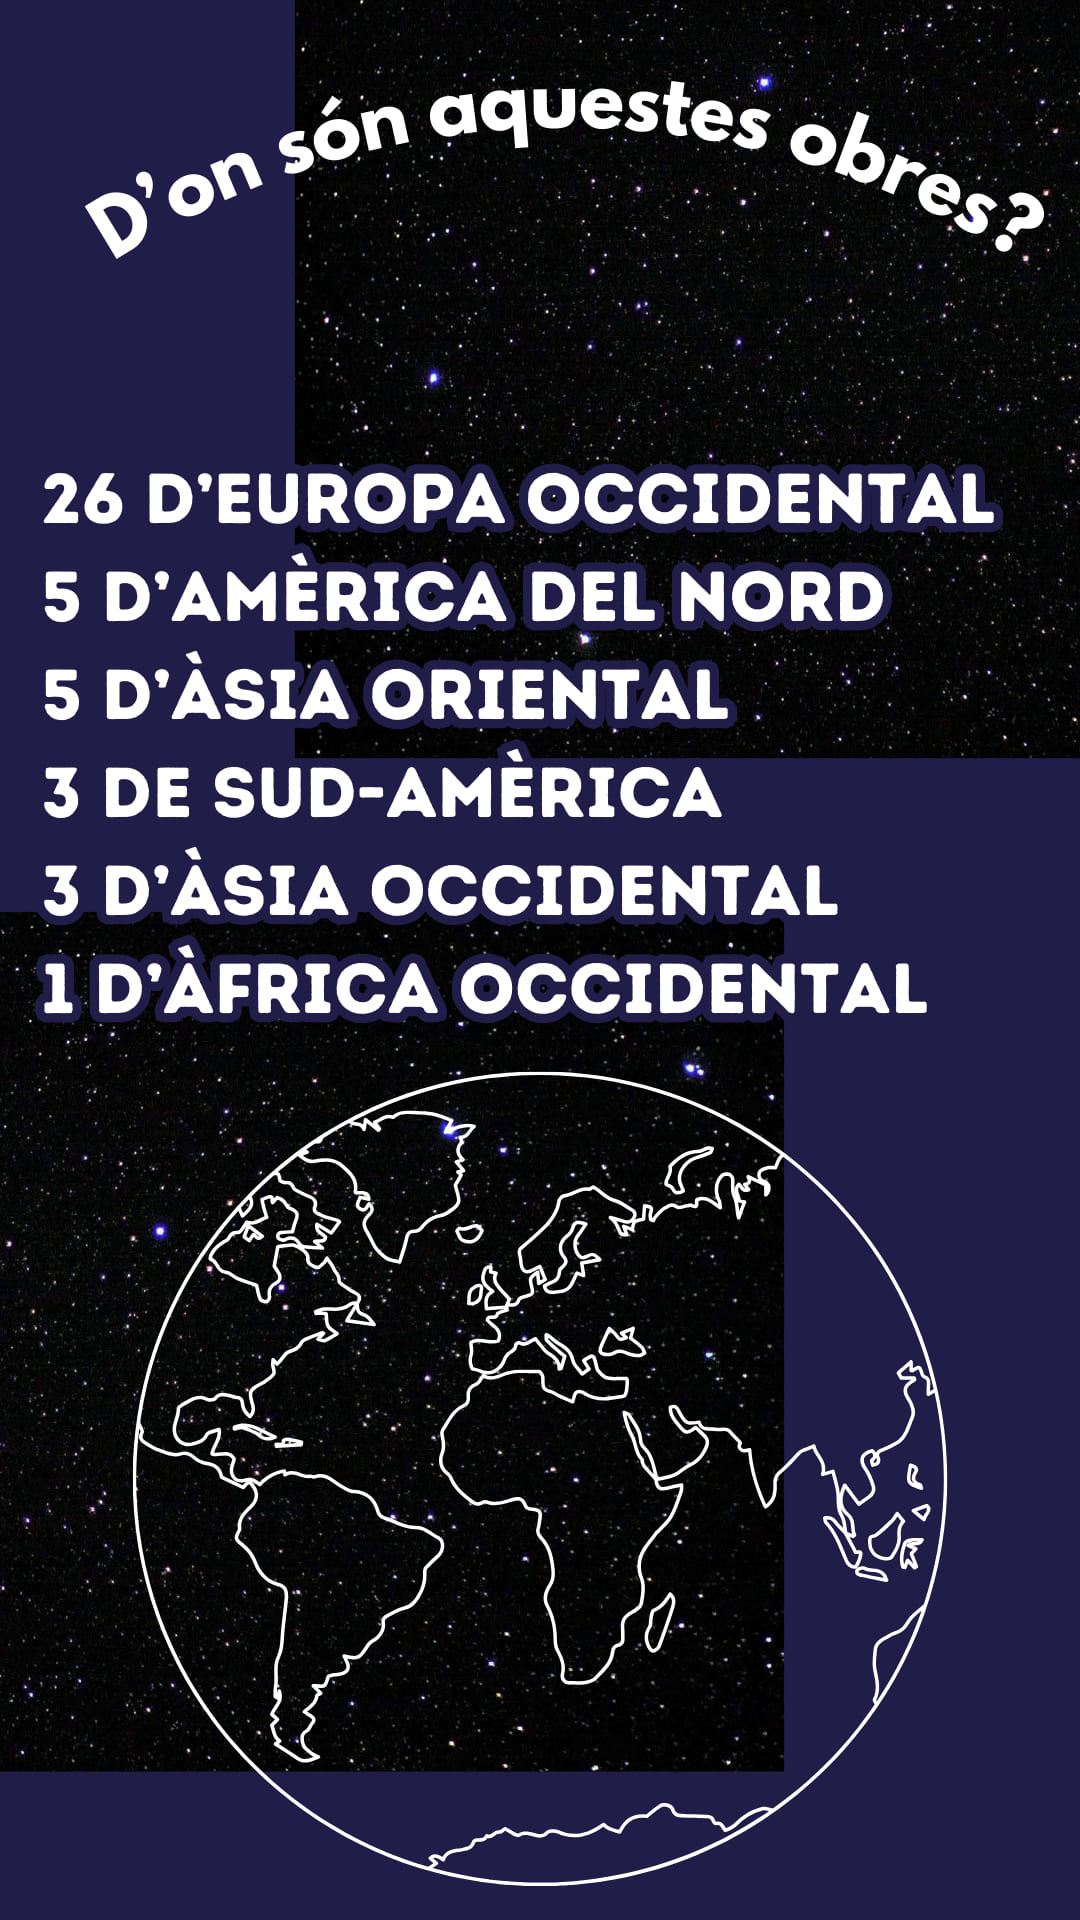 D'on són aquestes obres?
26 D'EUROPA OCCIDENTAL
5 D'AMÈRICA DEL NORD
5 D'ÀSIA ORIENTAL
3 DE SUD-AMÈRICA
3 D'ÀSIA OCCIDENTAL
1 D'ÀFRICA OCCIDENTAL